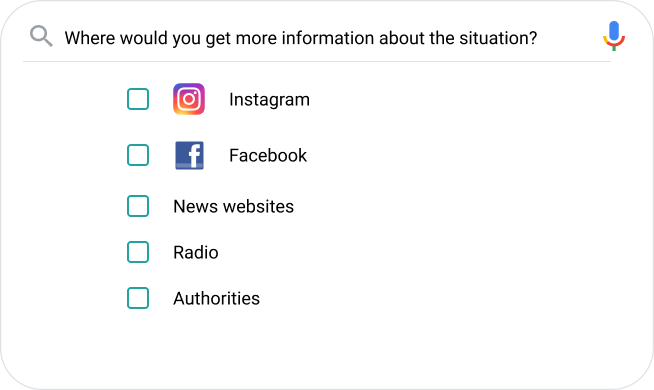 Where would you get more information about the situation?
Instagram
Facebook
News websites
Radio
Authorities